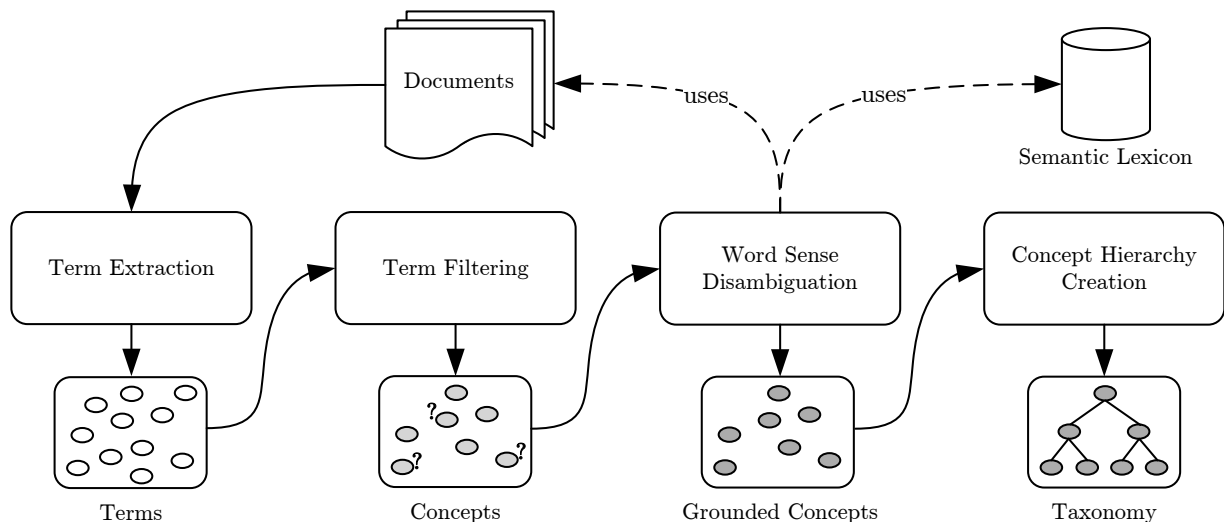 Documents
uses
uses
Semantic Lexicon
Term Extraction
Term Filtering
Word Sense
Disambiguation
Concept Hierarchy
Creation
?
?
?
Terms
Concepts
Grounded Concepts
Taxonomy